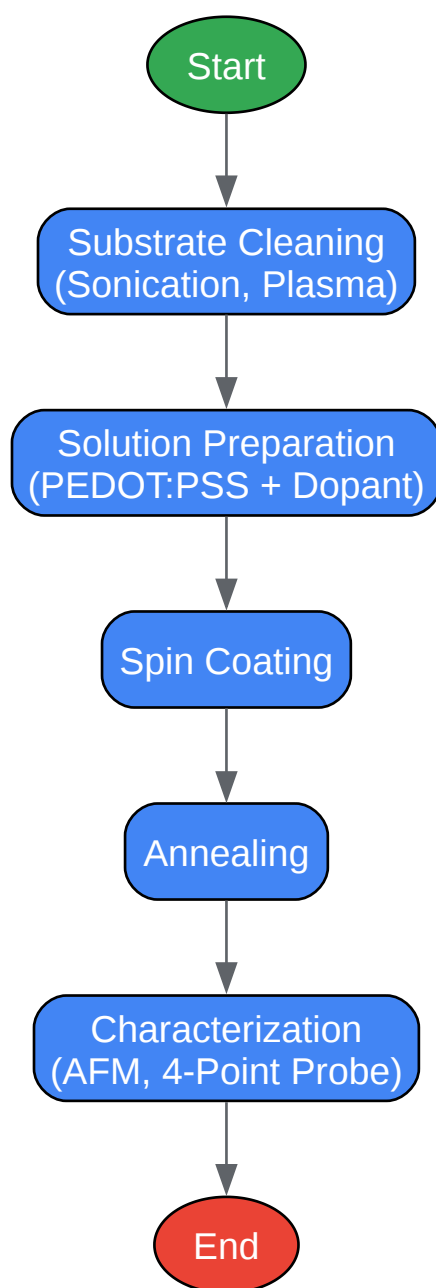 Start
Substrate Cleaning
(Sonication, Plasma)
Solution Preparation
(PEDOT:PSS + Dopant)
Spin Coating
Annealing
Characterization
(AFM, 4-Point Probe)
End